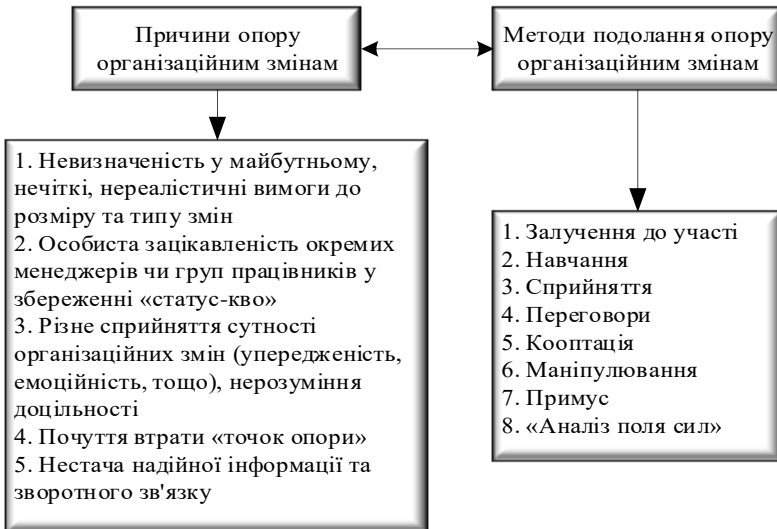 Причини опору
організаційним змінам
Методи подолання опору
організаційним змінам
1. Невизначеність у майбутньому,
нечіткі, нереалістичні вимоги до
розміру та типу змін
2. Особиста зацікавленість окремих
менеджерів чи груп працівників у
збереженні «статус-кво»
3. Різне сприйняття сутності
організаційних змін (упередженість,
емоційність, тощо), нерозуміння
доцільності
4. Почуття втрати «точок опори»
5. Нестача надійної інформації та
зворотного зв'язку
1. Залучення до участі
2. Навчання
3. Сприйняття
4. Переговори
5. Кооптація
6. Маніпулювання
7. Примус
8. «Аналіз поля сил»